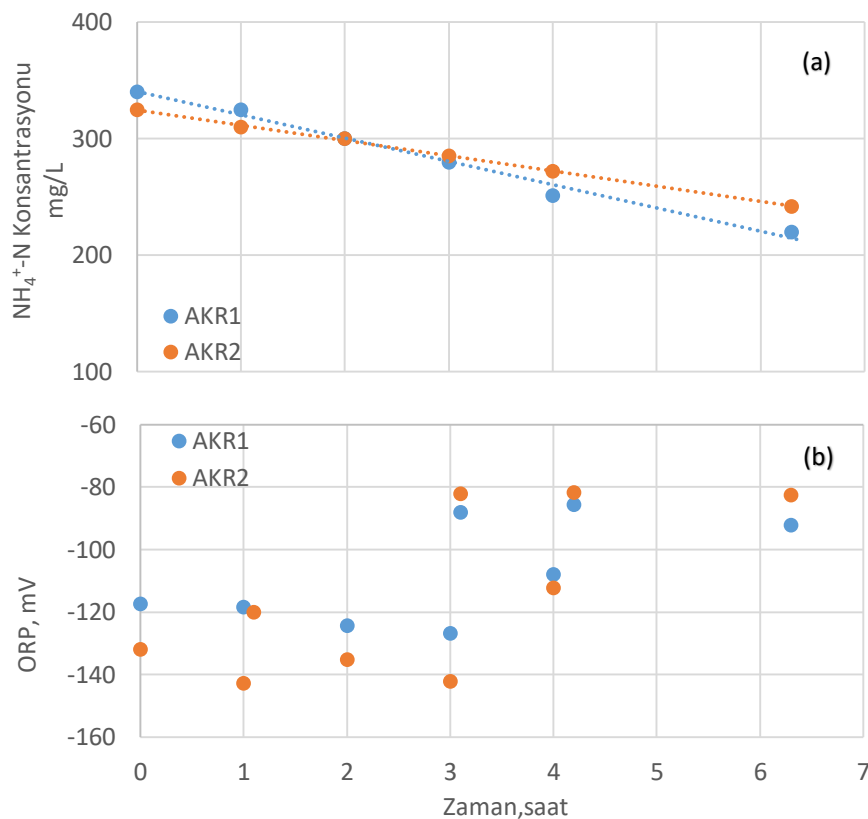 400
300
200
100
NH₄⁺-N Konsantrasyonu
mg/L
(a)
AKR1
AKR2
-60
-80
-100
-120
-140
-160
ORP, mV
AKR1
AKR2
(b)
0 1 2 3 4 5 6 7
Zaman,saat